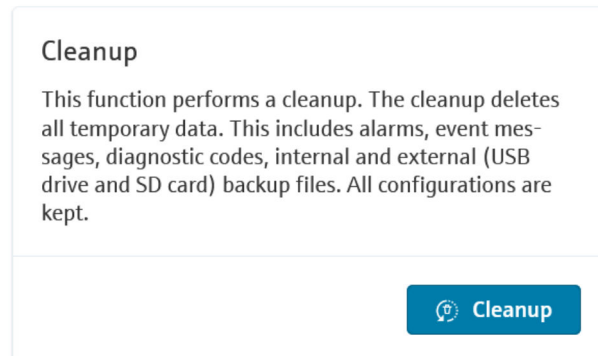 Cleanup
This function performs a cleanup. The cleanup deletes
all temporary data. This includes alarms, event mes-
sages, diagnostic codes, internal and external (USB
drive and SD card) backup files. All configurations are
kept.
Cleanup